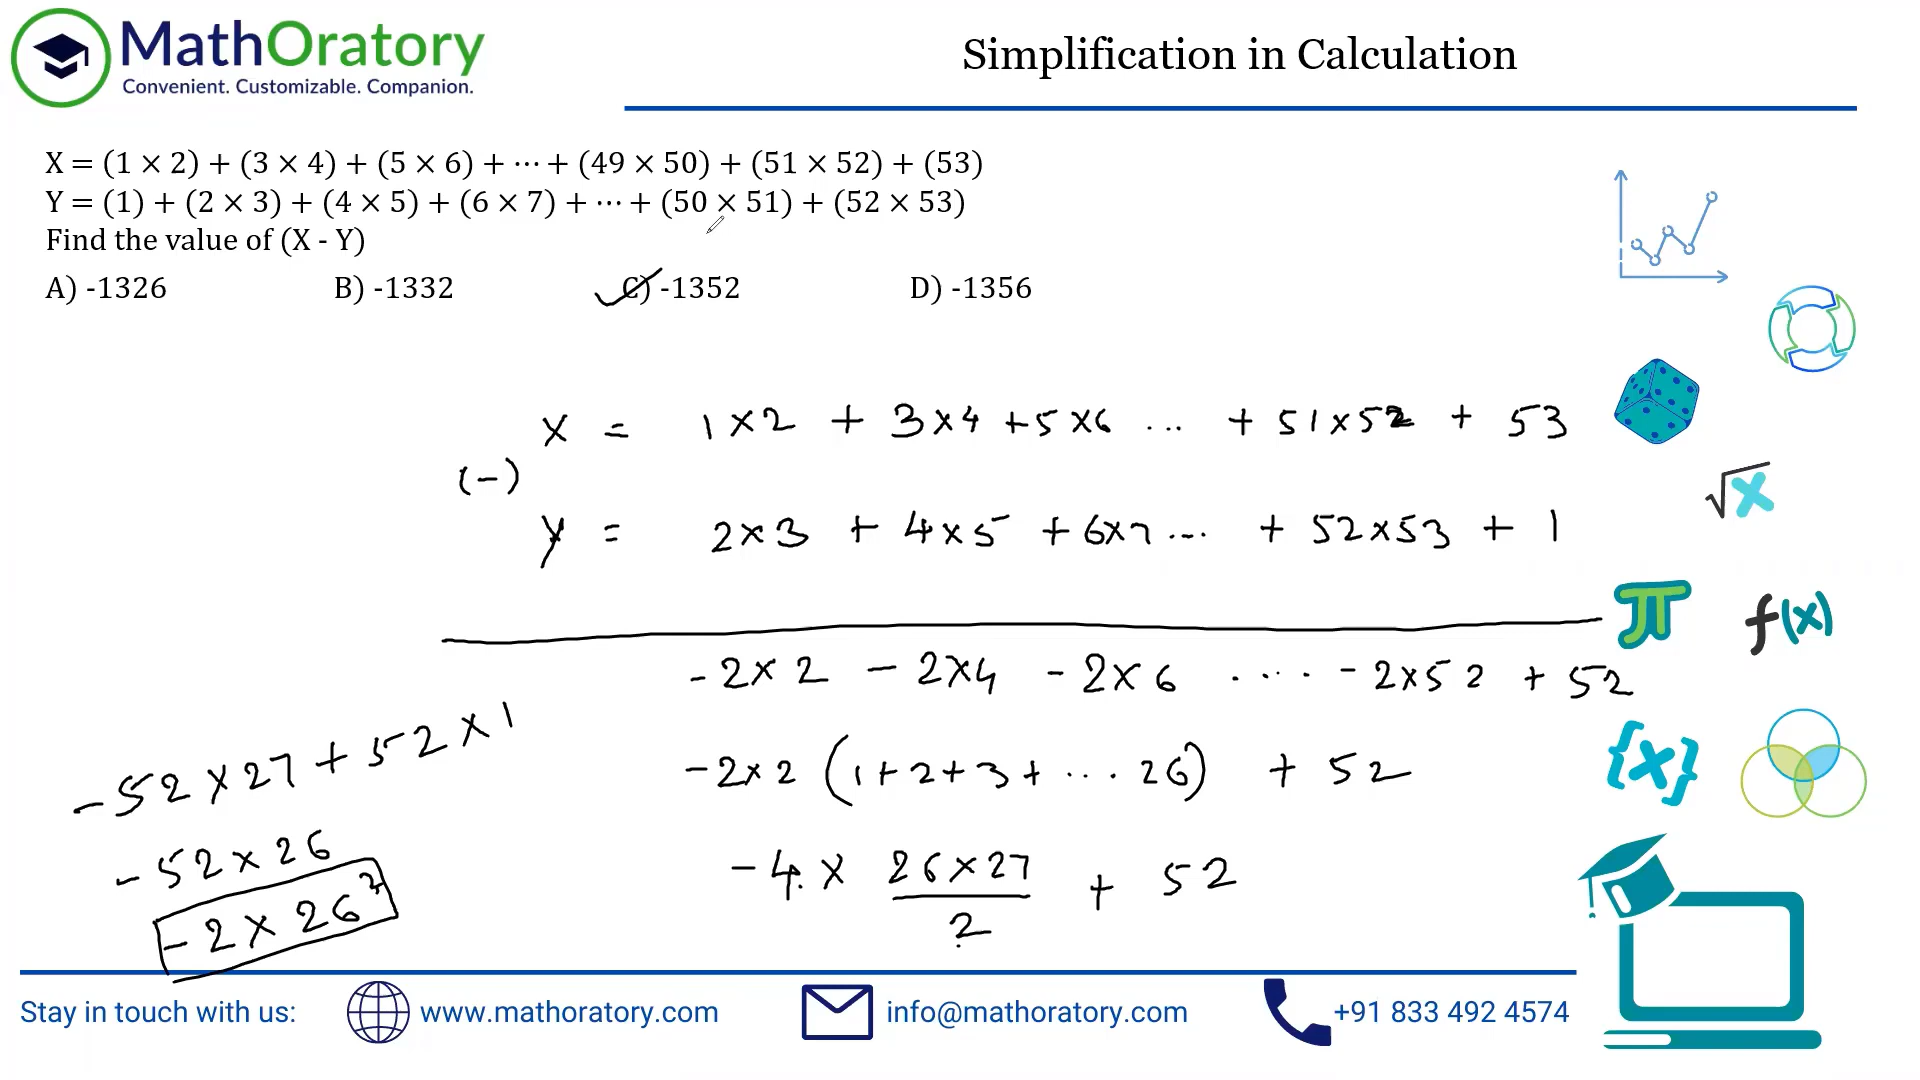 MathOratory
Convenient. Customizable. Companion.
Simplification in Calculation
X = (1 × 2) + (3 × 4) + (5 × 6) + ⋯ + (49 × 50) + (51 × 52) + (53)
Y = (1) + (2 × 3) + (4 × 5) + (6 × 7) + ⋯ + (50 × 51) + (52 × 53)
Find the value of (X - Y)
A) -1326 B) -1332 C) -1352 D) -1356
X = 1 × 2 + 3 × 4 + 5 × 6 ... + 51 × 52 + 53
(-)
Y = 2 × 3 + 4 × 5 + 6 × 7 ... + 52 × 53 + 1
- 2 × 2 - 2 × 4 - 2 × 6 .... - 2 × 52 + 52
- 2 × 2 (1 + 2 + 3 + ... 26) + 52
- 4 × 26 × 27 / 2 + 52
- 52 × 27 + 52 × 1
- 52 × 26
- 2 × 26²
√x
π
f(x)
{x}
Stay in touch with us: www.mathoratory.com info@mathoratory.com +91 833 492 4574